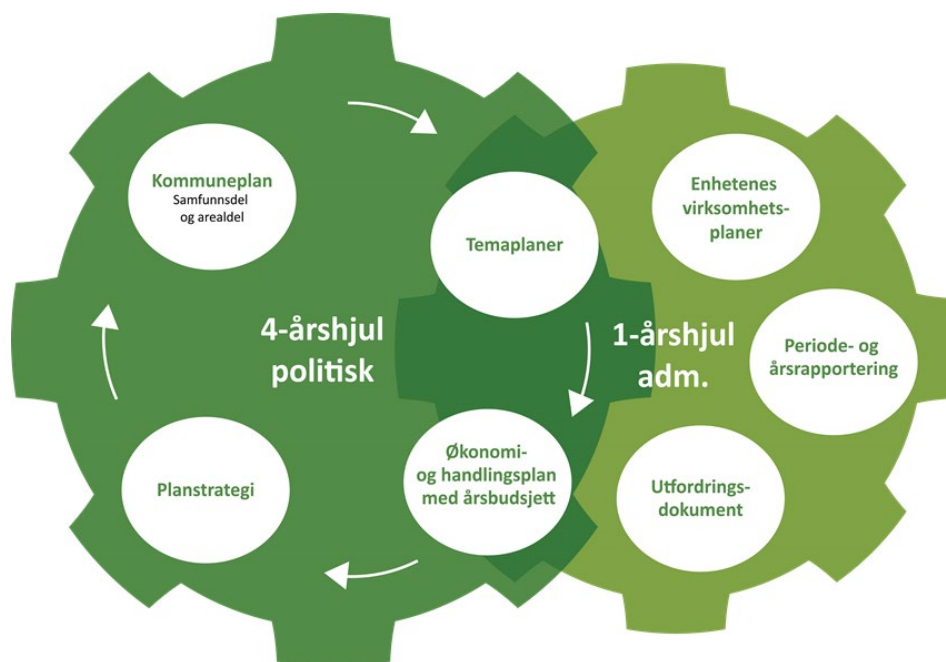 Kommuneplan
Samfunnsdel
og arealdel
Temaplaner
Enhetenes
virksomhets-
planer
4-årshjul
politisk
1-årshjul
adm.
Periode- og
årsrapportering
Planstrategi
Økonomi-
og handlingsplan
med årsbudsjett
Utfordrings-
dokument